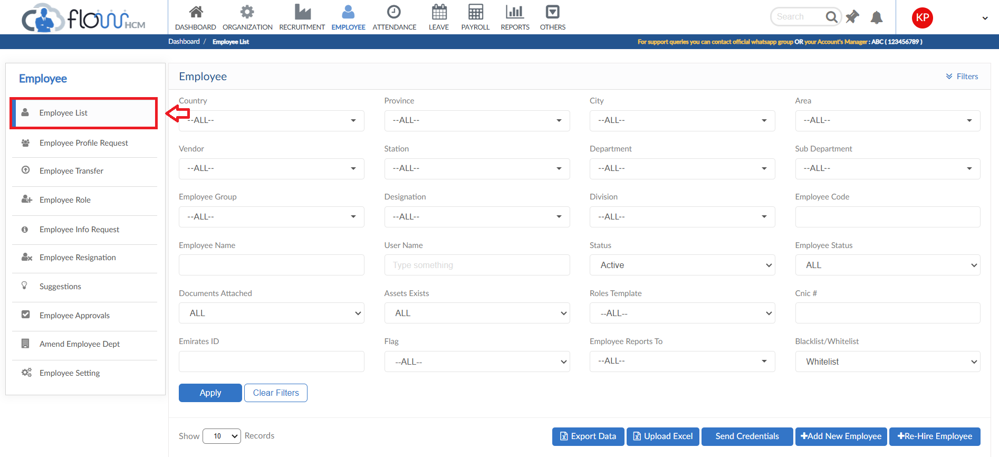 flowHCM
DASHBOARD ORGANIZATION RECRUITMENT EMPLOYEE ATTENDANCE LEAVE PAYROLL REPORTS OTHERS
Search
KP
Dashboard / Employee List
For support queries you can contact official whatsapp group OR your Account's Manager : ABC ( 123456789 )
Employee
Employee List
Employee Profile Request
Employee Transfer
Employee Role
Employee Info Request
Employee Resignation
Suggestions
Employee Approvals
Amend Employee Dept
Employee Setting
Employee
Filters
Country Province City Area
--ALL-- --ALL-- --ALL-- --ALL--
Vendor Station Department Sub Department
--ALL-- --ALL-- --ALL-- --ALL--
Employee Group Designation Division Employee Code
--ALL-- --ALL-- --ALL--
Employee Name User Name Status Employee Status
Type something Active ALL
Documents Attached Assets Exists Roles Template Cnic #
ALL ALL --ALL--
Emirates ID Flag Employee Reports To Blacklist/Whitelist
--ALL-- --ALL-- Whitelist
Apply Clear Filters
Show 10 Records
Export Data Upload Excel Send Credentials +Add New Employee +Re-Hire Employee